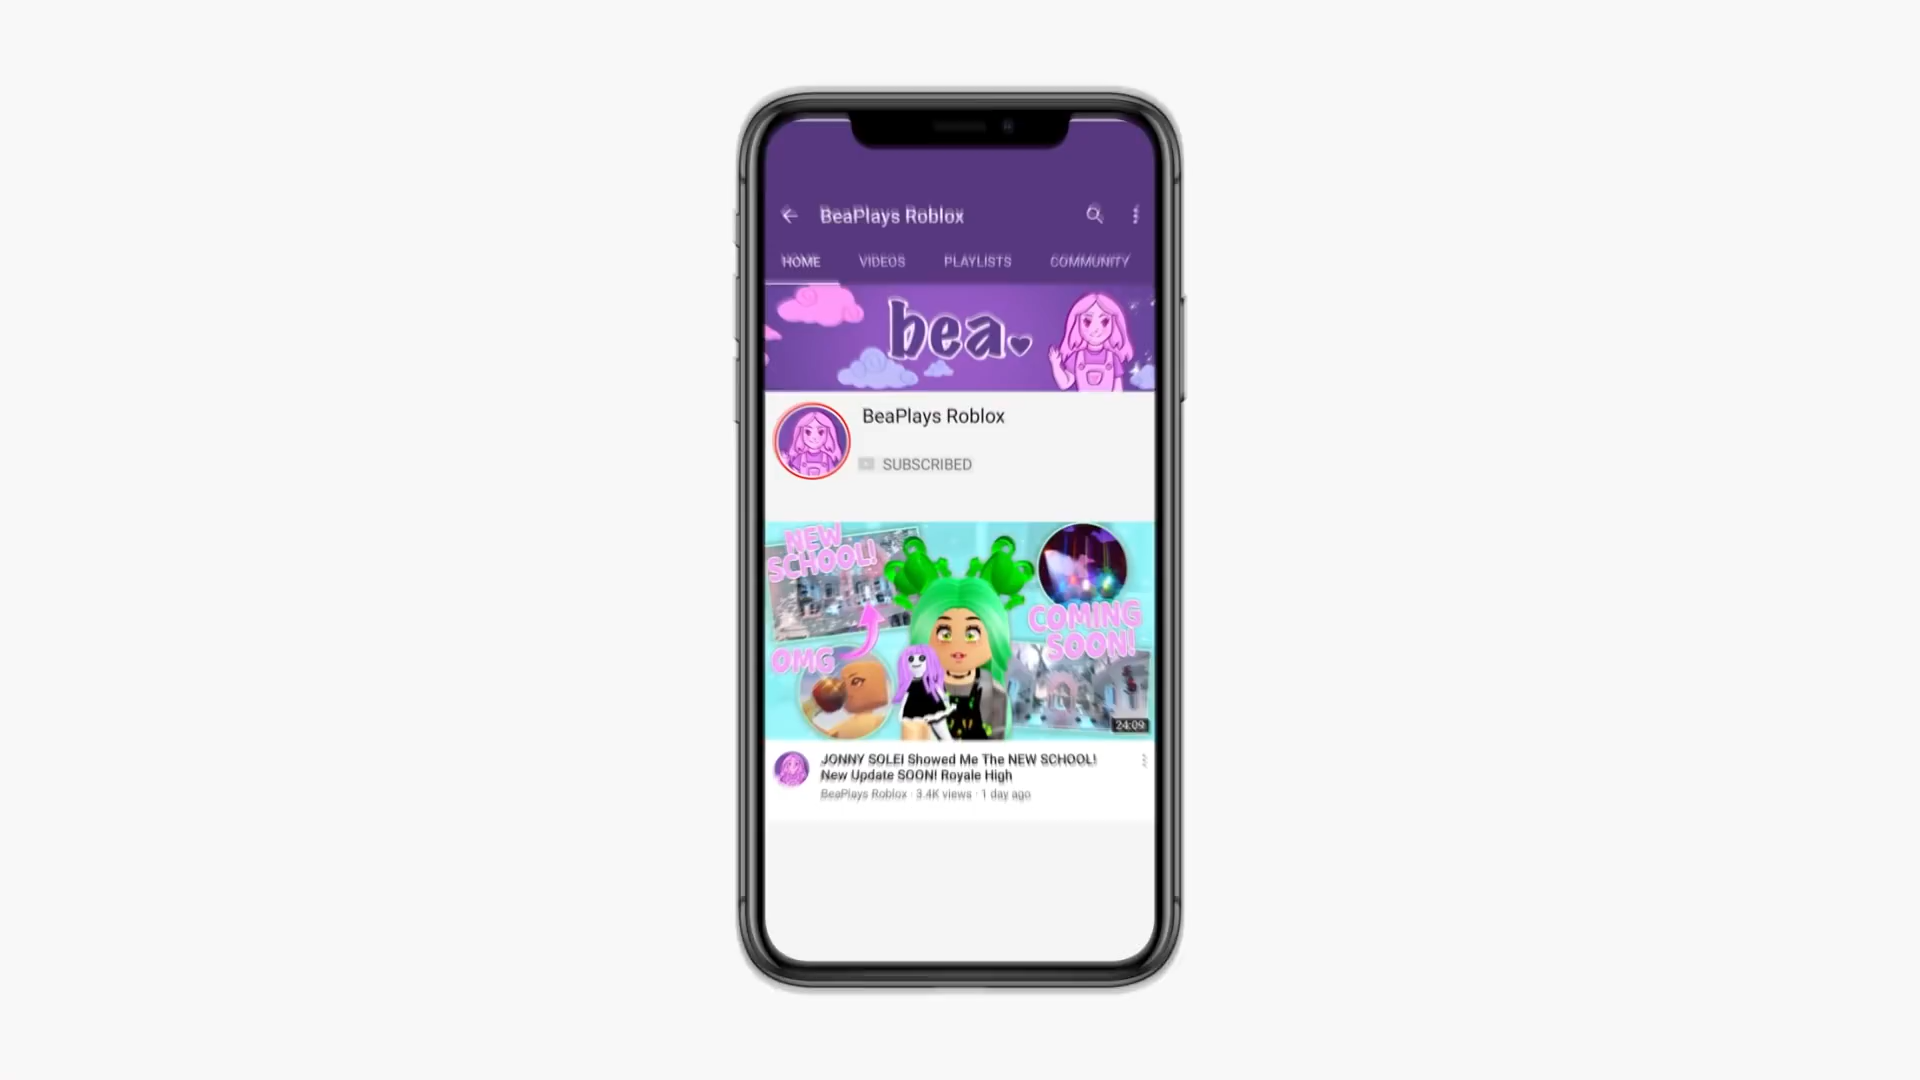 BeaPlays Roblox
HOME VIDEOS PLAYLISTS COMMUNITY
bea
BeaPlays Roblox
SUBSCRIBED
NEW
SCHOOL!
COMING
SOON!
OMG
24:09
JONNY SOLEI Showed Me The NEW SCHOOL!
New Update SOON! Royale High
BeaPlays Roblox · 3.4K views · 1 day ago